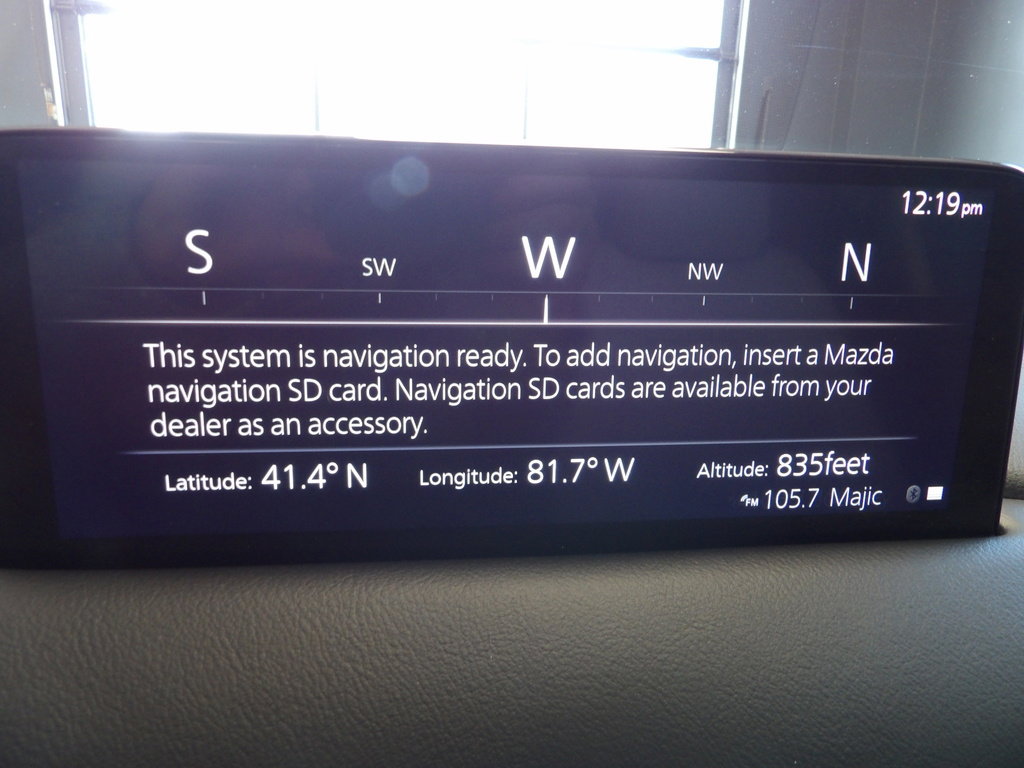 12:19pm
S SW W NW N
This system is navigation ready. To add navigation, insert a Mazda
navigation SD card. Navigation SD cards are available from your
dealer as an accessory.
Latitude: 41.4° N Longitude: 81.7° W Altitude: 835feet
FM 105.7 Majic